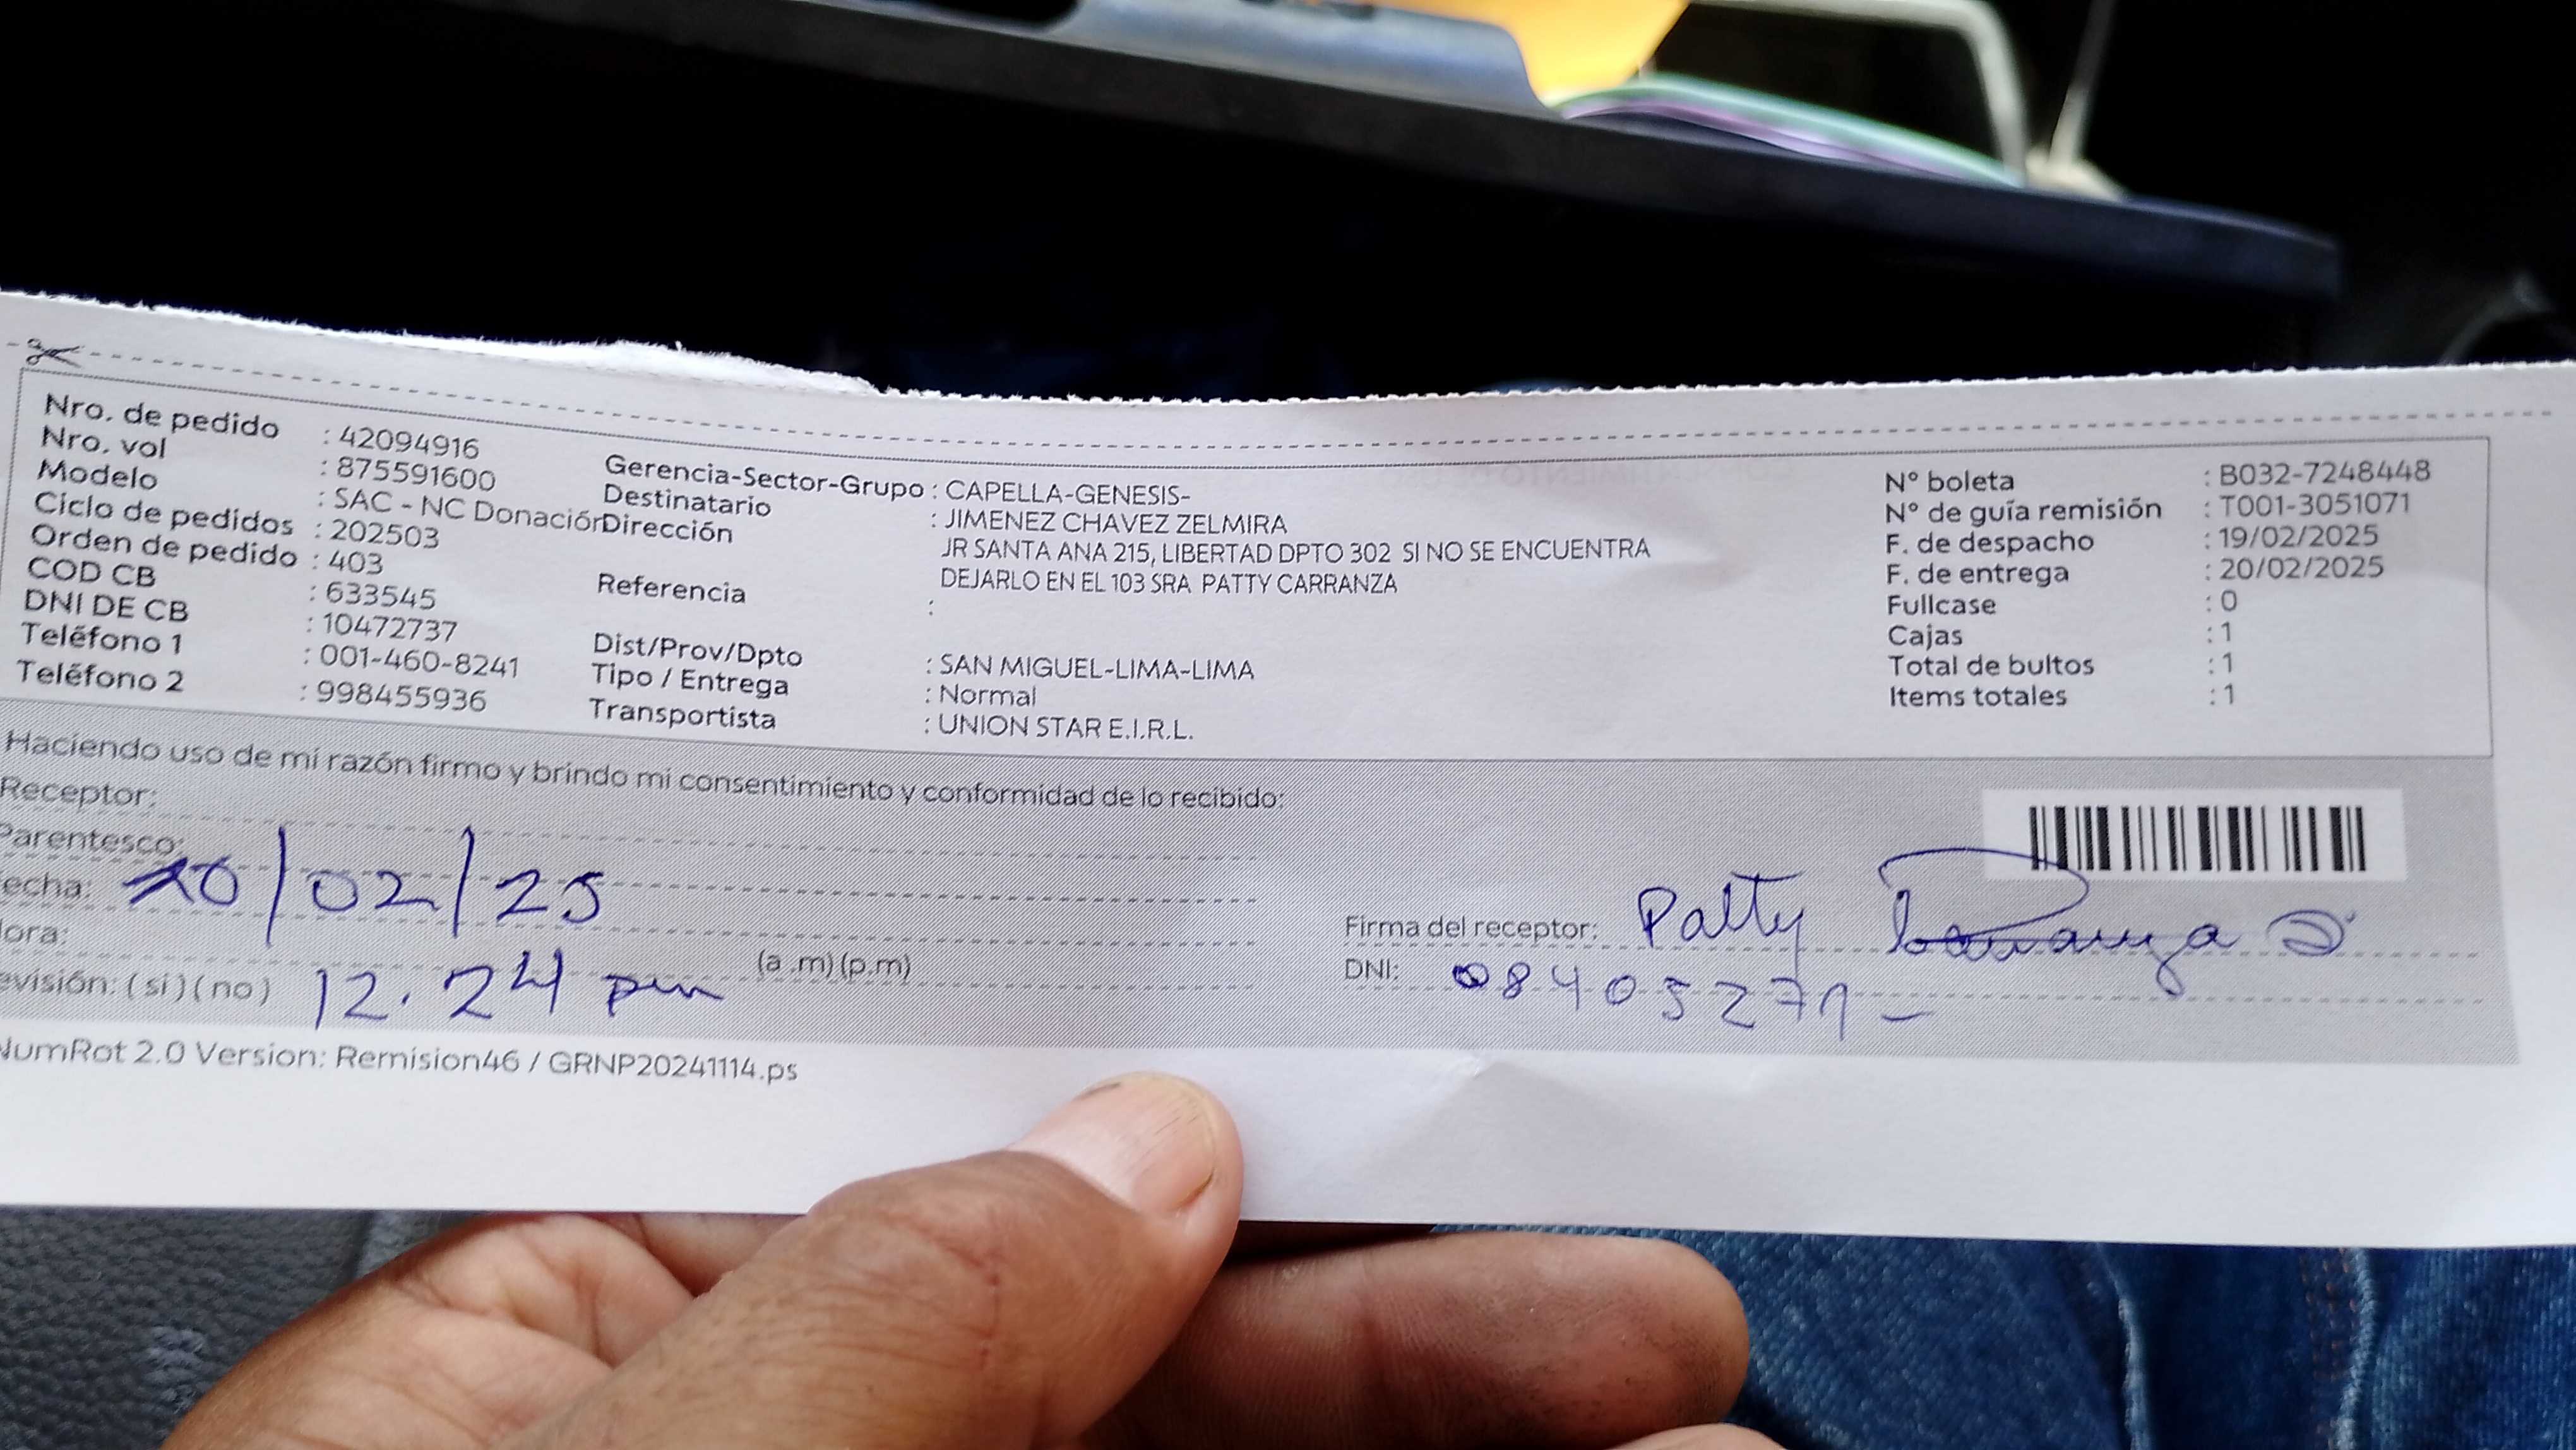 Nro. de pedido : 42094916
Nro. vol : 875591600
Modelo : SAC - NC Donación
Ciclo de pedidos : 202503
Orden de pedido : 403
COD CB : 633545
DNI DE CB : 10472737
Teléfono 1 : 001-460-8241
Teléfono 2 : 998455936
Gerencia-Sector-Grupo : CAPELLA-GENESIS-
Destinatario : JIMENEZ CHAVEZ ZELMIRA
Dirección JR SANTA ANA 215, LIBERTAD DPTO 302 SI NO SE ENCUENTRA
DEJARLO EN EL 103 SRA PATTY CARRANZA
Referencia :
Dist/Prov/Dpto : SAN MIGUEL-LIMA-LIMA
Tipo / Entrega : Normal
Transportista : UNION STAR E.I.R.L.
N° boleta : B032-7248448
N° de guía remisión : T001-3051071
F. de despacho : 19/02/2025
F. de entrega : 20/02/2025
Fullcase : 0
Cajas : 1
Total de bultos : 1
Items totales : 1
Haciendo uso de mi razón firmo y brindo mi consentimiento y conformidad de lo recibido:
Receptor:
Parentesco:
echa: 20/02/25
ora:
evisión: (si) (no) 12.24 pm (a.m)(p.m)
Firma del receptor: Patty
DNI: 08405271
NumRot 2.0 Version: Remision46 / GRNP20241114.ps